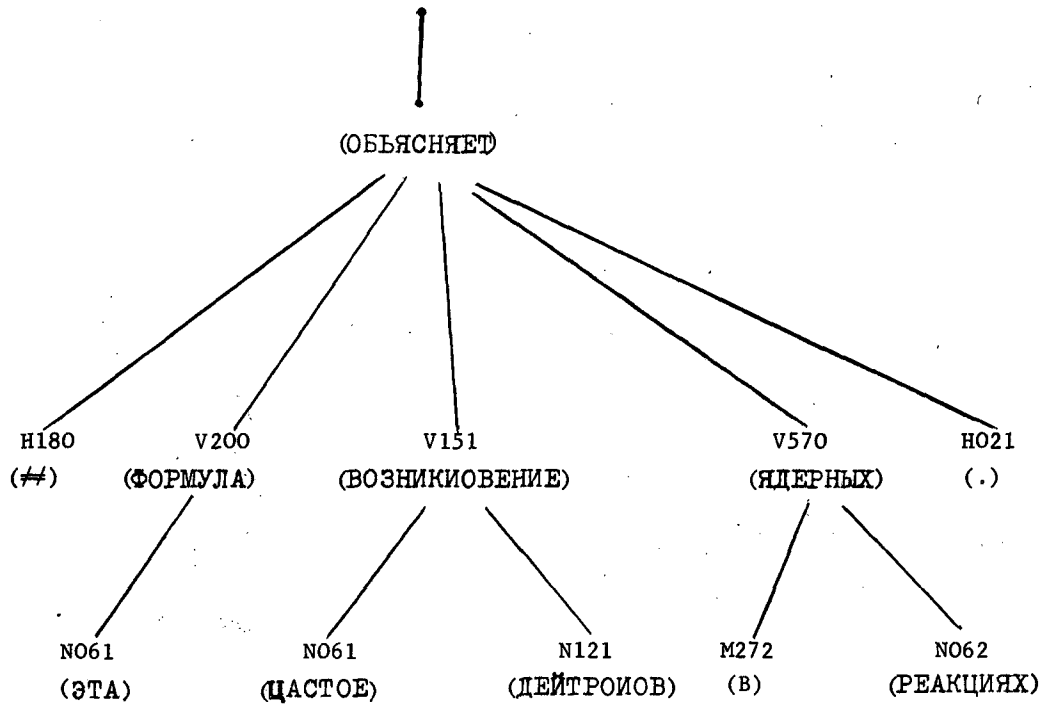 (ОБЬЯСНЯЕТ)
H180 V200 V151 V570 H021
(#) (ФОРМУЛА) (ВОЗНИКИОВЕНИЕ) (ЯДЕРНЫХ) (.)
N061 N061 N121 M272 N062
(ЭТА) (ЦАСТОЕ) (ДЕЙТРОИОВ) (В) (РЕАКЦИЯХ)